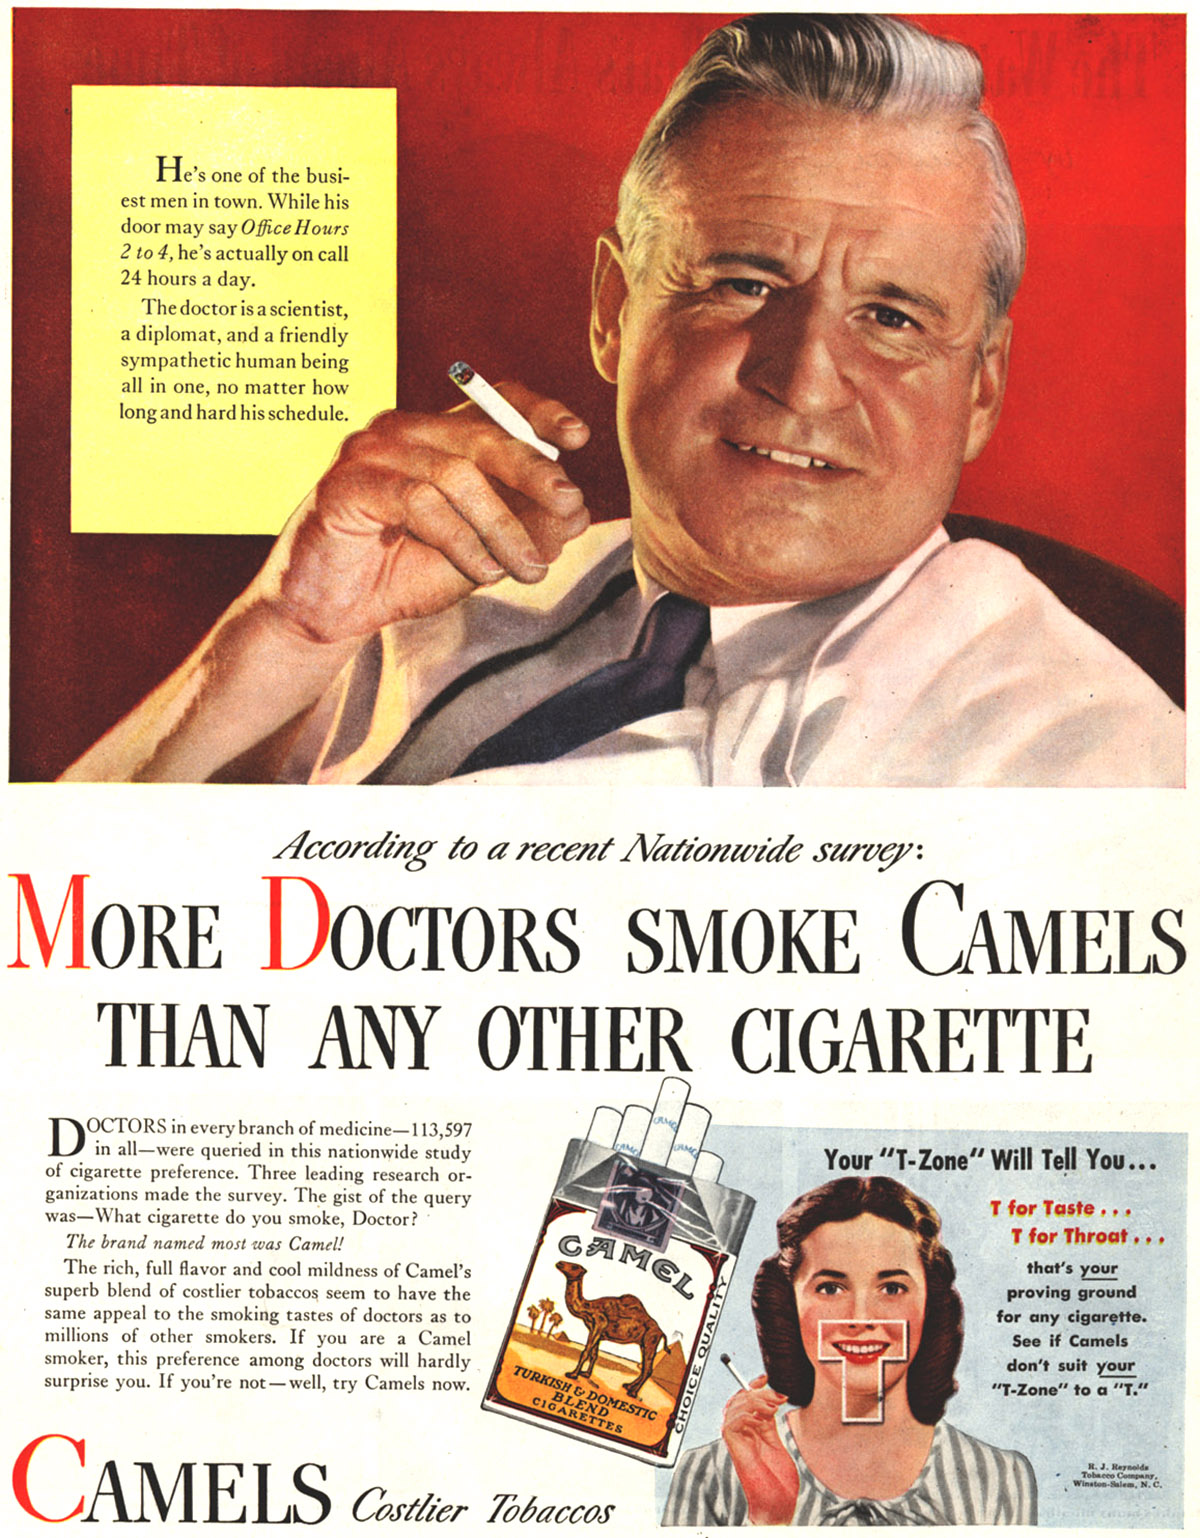 He's one of the busi-
est men in town. While his
door may say Office Hours
2 to 4, he's actually on call
24 hours a day.
The doctor is a scientist,
a diplomat, and a friendly
sympathetic human being
all in one, no matter how
long and hard his schedule.
According to a recent Nationwide survey:
MORE DOCTORS SMOKE CAMELS
THAN ANY OTHER CIGARETTE
DOCTORS in every branch of medicine—113,597
in all—were queried in this nationwide study
of cigarette preference. Three leading research or-
ganizations made the survey. The gist of the query
was—What cigarette do you smoke, Doctor?
The brand named most was Camel!
The rich, full flavor and cool mildness of Camel's
superb blend of costlier tobaccos seem to have the
same appeal to the smoking tastes of doctors as to
millions of other smokers. If you are a Camel
smoker, this preference among doctors will hardly
surprise you. If you're not—well, try Camels now.
CAMELS Costlier Tobaccos
CAMEL
CAMEL
CAMEL
CAMEL
TURKISH & DOMESTIC
BLEND
CIGARETTES
CHOICE QUALITY
Your "T-Zone" Will Tell You...
T for Taste...
T for Throat...
that's your
proving ground
for any cigarette.
See if Camels
don't suit your
"T-Zone" to a "T."
T
R. J. Reynolds
Tobacco Company,
Winston-Salem, N. C.